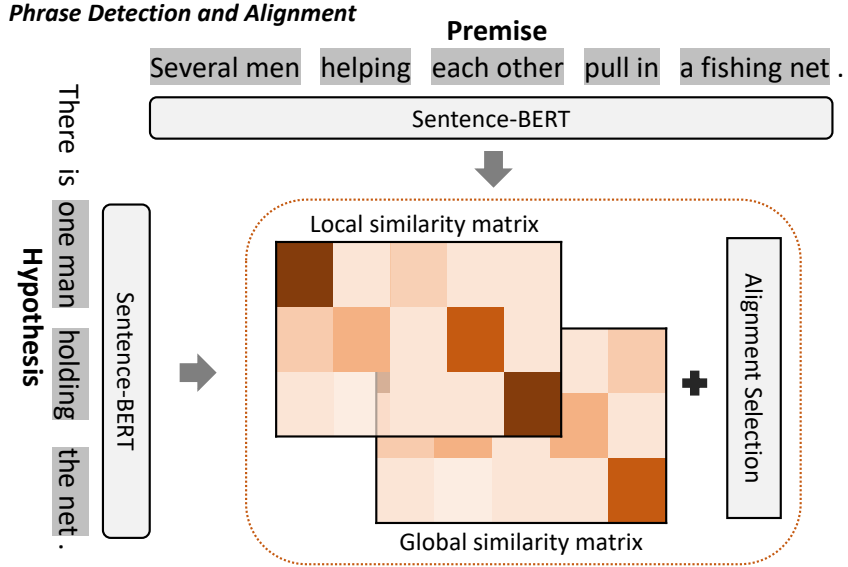 Phrase Detection and Alignment
Premise
Several men helping each other pull in a fishing net .
Sentence-BERT
There is one man holding the net .
Hypothesis
Sentence-BERT
Local similarity matrix
Alignment Selection
Global similarity matrix